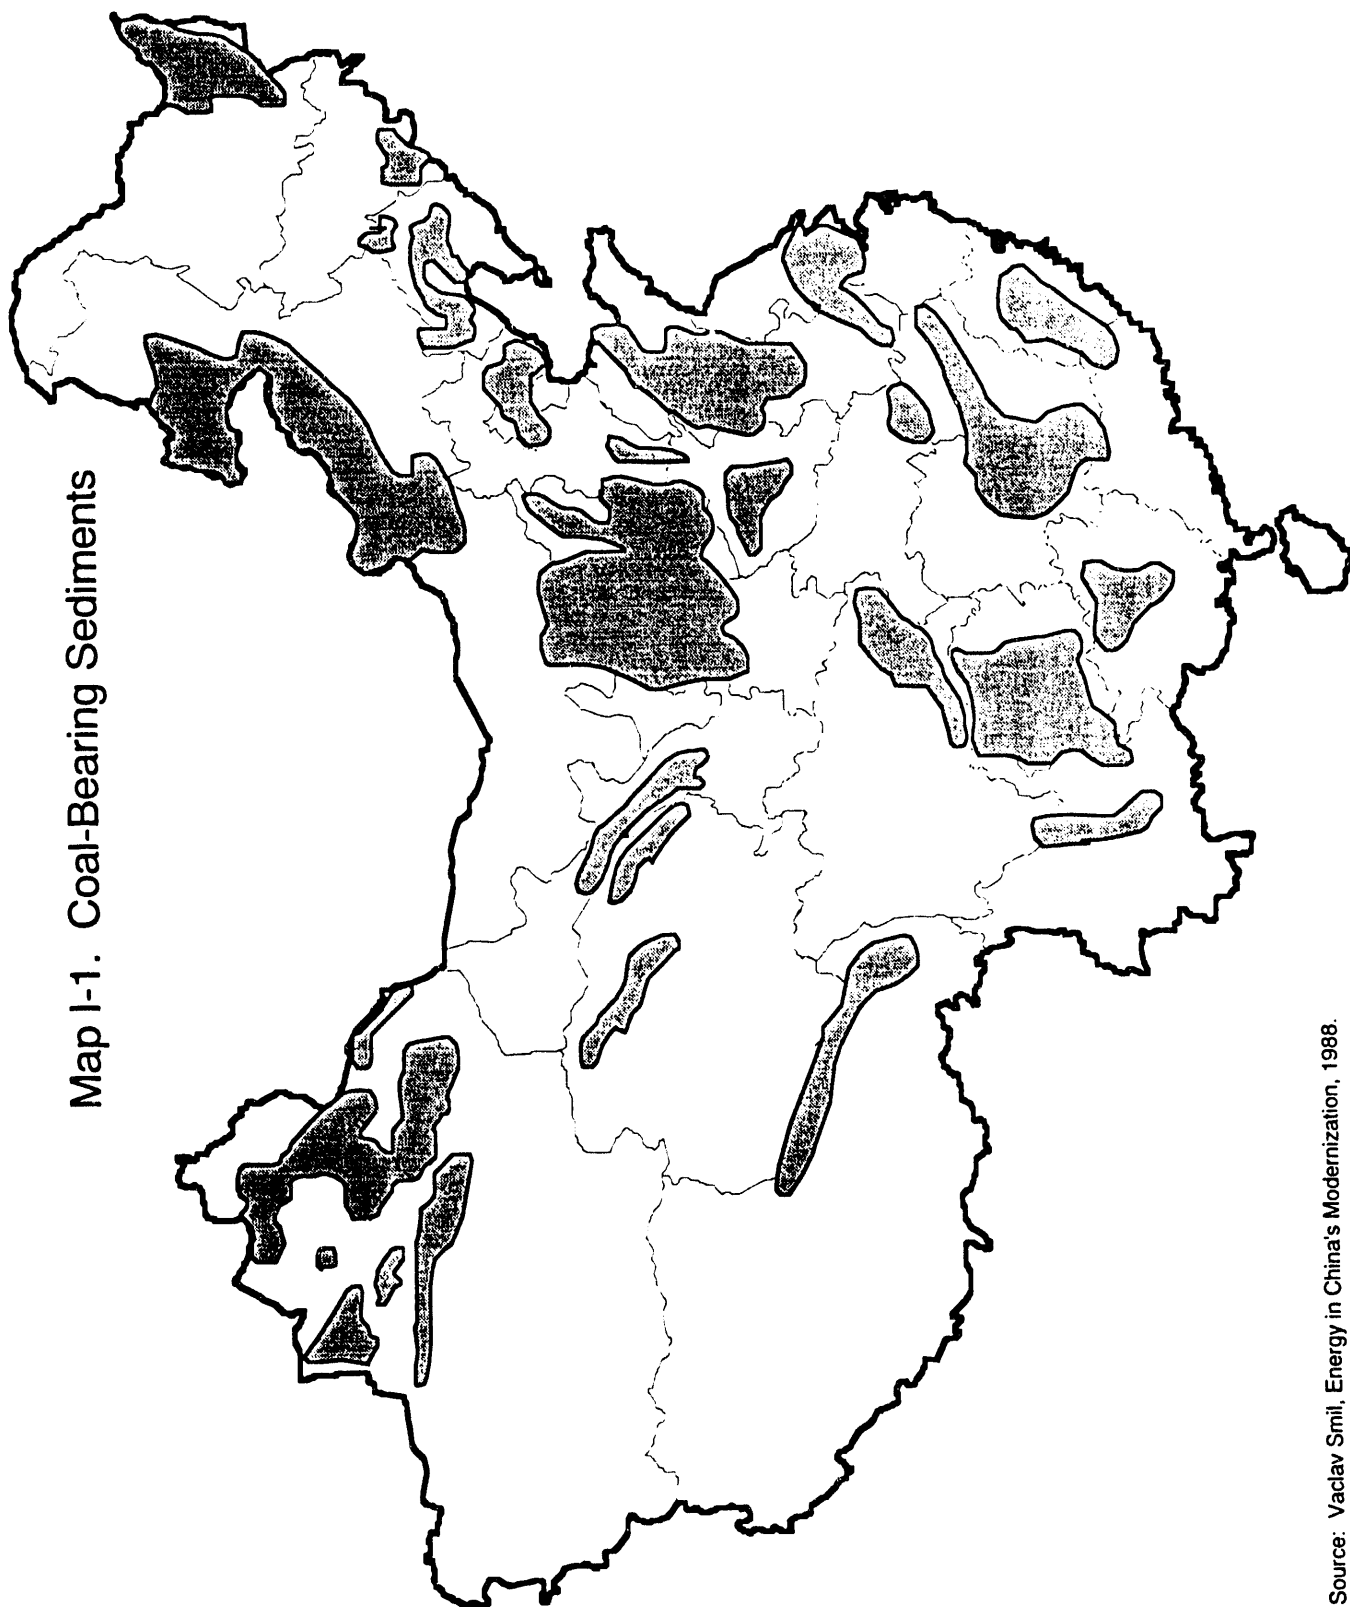 Map I-1. Coal-Bearing Sediments
Source: Vaclav Smil, Energy in China's Modernization, 1988.